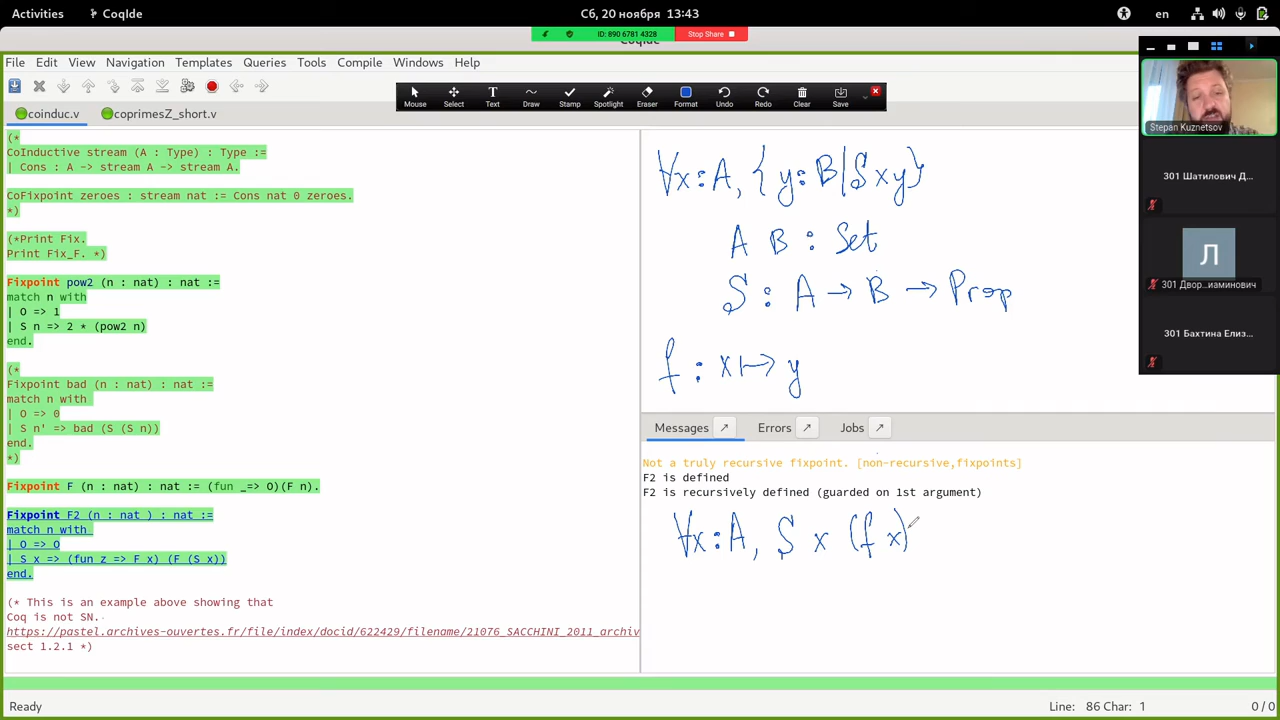 Activities
CoqIde
Сб, 20 ноября 13:43
en
ID: 890 6781 4328
Stop Share
File Edit View Navigation Templates Queries Tools Compile Windows Help
Mouse Select Text Draw Stamp Spotlight Eraser Format Undo Redo Clear Save
coinduc.v
coprimesZ_short.v
(*
CoInductive stream (A : Type) : Type :=
| Cons : A -> stream A -> stream A.
CoFixpoint zeroes : stream nat := Cons nat 0 zeroes.
*)
(*Print Fix.
Print Fix_F. *)
Fixpoint pow2 (n : nat) : nat :=
match n with
| O => 1
| S n => 2 * (pow2 n)
end.
(*
Fixpoint bad (n : nat) : nat :=
match n with
| O => 0
| S n' => bad (S (S n))
end.
*)
Fixpoint F (n : nat) : nat := (fun _=> O)(F n).
Fixpoint F2 (n : nat ) : nat :=
match n with
| O => O
| S x => (fun z => F x) (F (S x))
end.
(* This is an example above showing that
Coq is not SN.
https://pastel.archives-ouvertes.fr/file/index/docid/622429/filename/21076_SACCHINI_2011_archiv
sect 1.2.1 *)
∀x:A, {y:B|Sxy}
A B : Set
S : A → B → Prop
f : x ↦ y
Messages Errors Jobs
Not a truly recursive fixpoint. [non-recursive,fixpoints]
F2 is defined
F2 is recursively defined (guarded on 1st argument)
∀x:A, S x (f x)
Stepan Kuznetsov
301 Шатилович Д...
Л
301 Двор...иаминович
301 Бахтина Елиз...
Ready
Line: 86 Char: 1
0 / 0